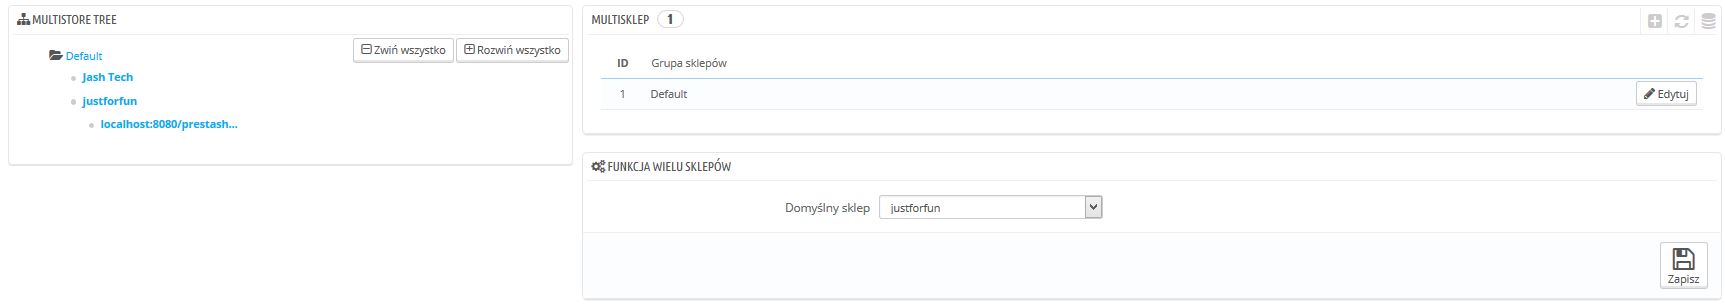 MULTISTORE TREE
Zwiń wszystko
Rozwiń wszystko
Default
Jash Tech
justforfun
localhost:8080/prestash...
MULTISKLEP 1
ID Grupa sklepów
1 Default Edytuj
FUNKCJA WIELU SKLEPÓW
Domyślny sklep justforfun
Zapisz